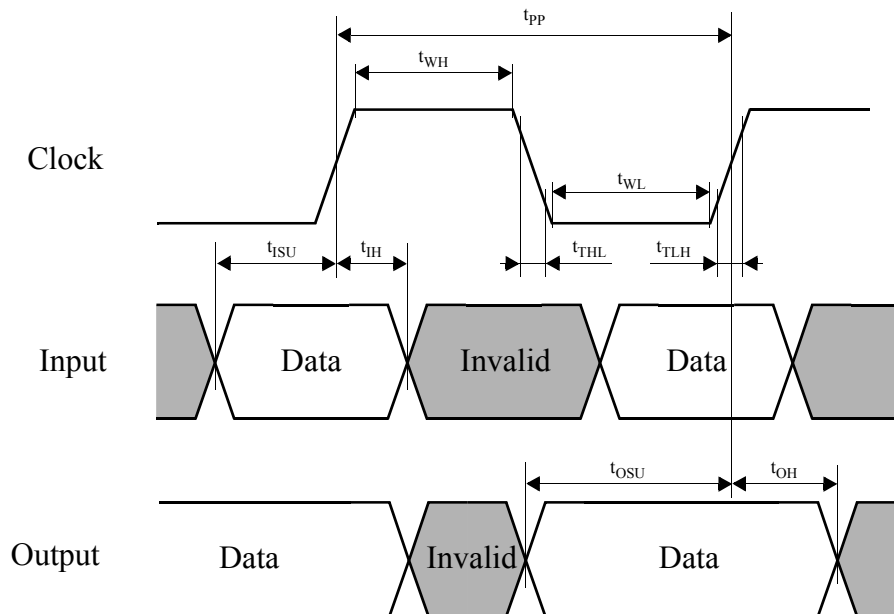 tPP
tWH
Clock
tWL
tISU
tIH
tTHL
tTLH
Input
Data
Invalid
Data
tOSU
tOH
Output
Data
Invalid
Data